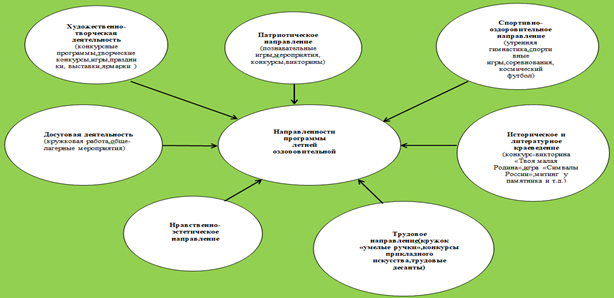 Художественно-
творческая
деятельность
(конкурсные
программы,творческие
конкурсы,игры,праздни
ки, выставки,ярмарки )
Патриотическое
направление
(познавательные
игры,мероприятия,
конкурсы,викторины)
Спортивно-
оздоровительное
направление
(утренняя
гимнастика,спорти
вные
игры,соревнования,
космический
футбол)
Досуговая деятельность
(кружковая работа,обще-
лагерные мероприятия)
Направленности
программы
летней
оздоовительной
Историческое и
литературное
краеведение
(конкурс-викторина
«Твоя малая
Родина»,игра «Символы
России»,митинг у
памятника и т.д.)
Нравственно-
эстетическое
направление
Трудовое
направление(кружок
«умелые ручки»,конкурсы
прикладного
искусства,трудовые
десанты)